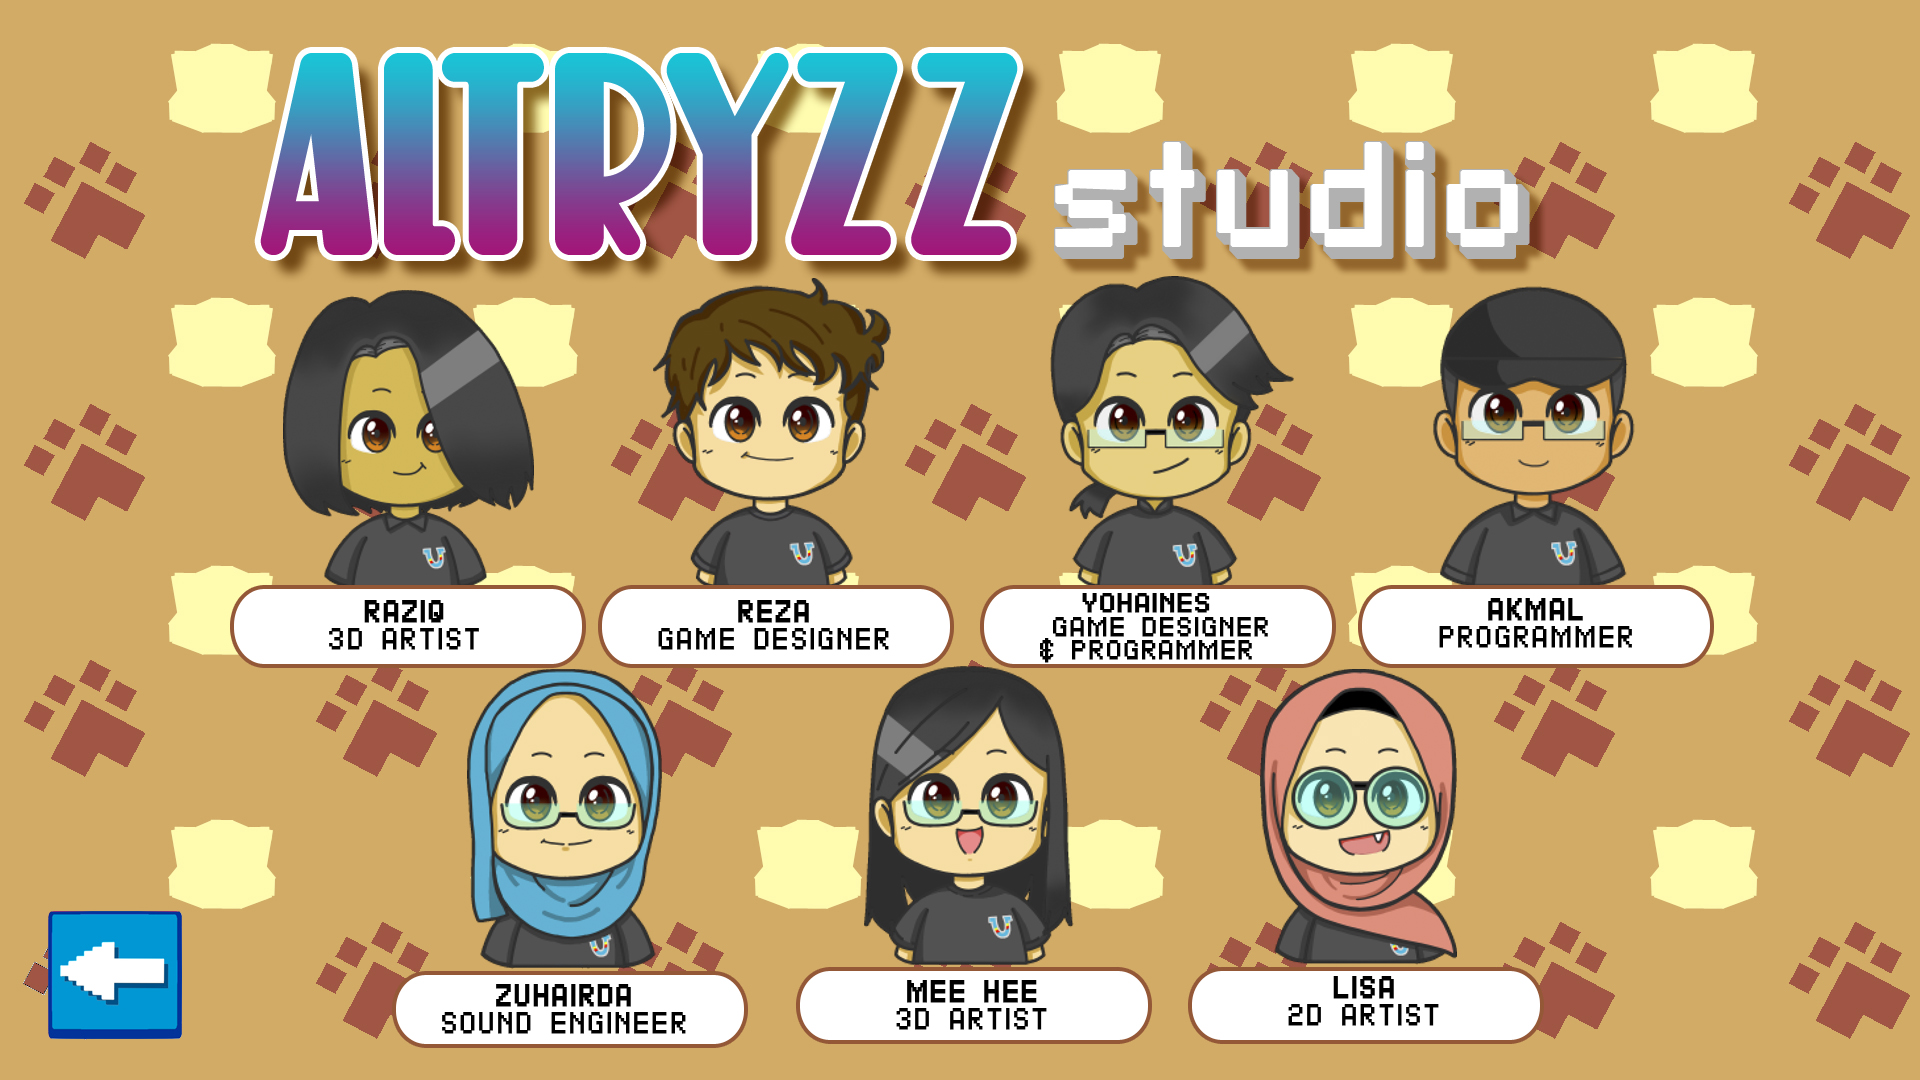 ALTRYZZ studio
RAZIQ
3D ARTIST
REZA
GAME DESIGNER
YOHAINES
GAME DESIGNER
& PROGRAMMER
AKMAL
PROGRAMMER
U
U
U
U
ZUHAIRDA
SOUND ENGINEER
MEE HEE
3D ARTIST
LISA
2D ARTIST
U
U